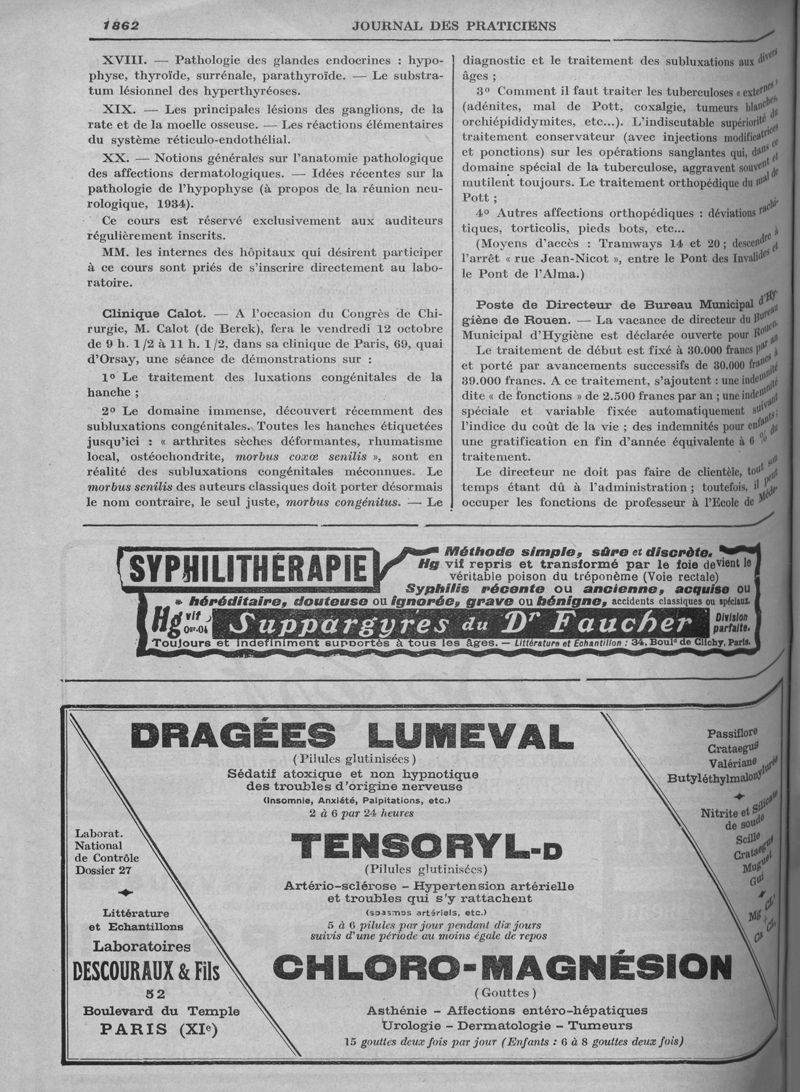 1862
JOURNAL DES PRATICIENS
XVIII. — Pathologie des glandes endocrines : hypo-
physe, thyroïde, surrénale, parathyroïde. — Le substra-
tum lésionnel des hyperthyréoses.
XIX. — Les principales lésions des ganglions, de la
rate et de la moelle osseuse. — Les réactions élémentaires
du système réticulo-endothélial.
XX. — Notions générales sur l'anatomie pathologique
des affections dermatologiques. — Idées récentes sur la
pathologie de l'hypophyse (à propos de la réunion neu-
rologique, 1934).
Ce cours est réservé exclusivement aux auditeurs
régulièrement inscrits.
MM. les internes des hôpitaux qui désirent participer
à ce cours sont priés de s'inscrire directement au labo-
ratoire.
Clinique Calot. — A l'occasion du Congrès de Chi-
rurgie, M. Calot (de Berck), fera le vendredi 12 octobre
de 9 h. 1/2 à 11 h. 1/2, dans sa clinique de Paris, 69, quai
d'Orsay, une séance de démonstrations sur :
1º Le traitement des luxations congénitales de la
hanche ;
2º Le domaine immense, découvert récemment des
subluxations congénitales. Toutes les hanches étiquetées
jusqu'ici : « arthrites sèches déformantes, rhumatisme
local, ostéochondrite, morbus coxœ senilis », sont en
réalité des subluxations congénitales méconnues. Le
morbus senilis des auteurs classiques doit porter désormais
le nom contraire, le seul juste, morbus congénitus. — Le
diagnostic et le traitement des subluxations aux divers
âges ;
3º Comment il faut traiter les tuberculoses « externes »
(adénites, mal de Pott, coxalgie, tumeurs blanches,
orchiépididymites, etc...). L'indiscutable supériorité du
traitement conservateur (avec injections modificatrices
et ponctions) sur les opérations sanglantes qui, dans ce
domaine spécial de la tuberculose, aggravent souvent et
mutilent toujours. Le traitement orthopédique du mal de
Pott ;
4º Autres affections orthopédiques : déviations rachi-
tiques, torticolis, pieds bots, etc...
(Moyens d'accès : Tramways 14 et 20 ; descendre à
l'arrêt « rue Jean-Nicot », entre le Pont des Invalides et
le Pont de l'Alma.)
Poste de Directeur de Bureau Municipal d'Hy-
giène de Rouen. — La vacance de directeur du Bureau
Municipal d'Hygiène est déclarée ouverte pour Rouen.
Le traitement de début est fixé à 30.000 francs par an
et porté par avancements successifs de 30.000 francs à
39.000 francs. A ce traitement, s'ajoutent : une indemnité
dite « de fonctions » de 2.500 francs par an ; une indemnité
spéciale et variable fixée automatiquement suivant
l'indice du coût de la vie ; des indemnités pour enfants ;
une gratification en fin d'année équivalente à 6 % de
traitement.
Le directeur ne doit pas faire de clientèle, tout son
temps étant dû à l'administration ; toutefois, il peut
occuper les fonctions de professeur à l'Ecole de Méde-
SYPHILITHÉRAPIE
Méthode simple, sûre et discrète.
Hg vif repris et transformé par le foie devient le
véritable poison du tréponème (Voie rectale)
Syphilis récente ou ancienne, acquise ou
héréditaire, douteuse ou ignorée, grave ou bénigne, accidents classiques ou spéciaux.
Hg vif 0gr.04 Suppargyres du Dr Faucher Division parfaite.
Toujours et indéfiniment supportés à tous les âges. — Littérature et Echantillon : 34, Boul.d de Clichy, Paris.
DRAGÉES LUMEVAL
(Pilules glutinisées)
Sédatif atoxique et non hypnotique
des troubles d'origine nerveuse
(Insomnie, Anxiété, Palpitations, etc.)
2 à 6 par 24 heures
Passiflore
Crataegus
Valériane
Laborat.
National
de Contrôle
Dossier 27
Littérature
et Echantillons
Laboratoires
DESCOURAUX & Fils
52
Boulevard du Temple
PARIS (XIe)
TENSORYL-D
(Pilules glutinisées)
Artério-sclérose – Hypertension artérielle
et troubles qui s'y rattachent
(spasmes artériels, etc.)
5 à 6 pilules par jour pendant dix jours
suivis d'une période au moins égale de repos
Nitrite et Silicate
de soude
Scille
Crataegus
Muguet
Gui
CHLORO-MAGNÉSION
(Gouttes)
Asthénie – Affections entéro-hépatiques
Urologie – Dermatologie – Tumeurs
15 gouttes deux fois par jour (Enfants : 6 à 8 gouttes deux fois)